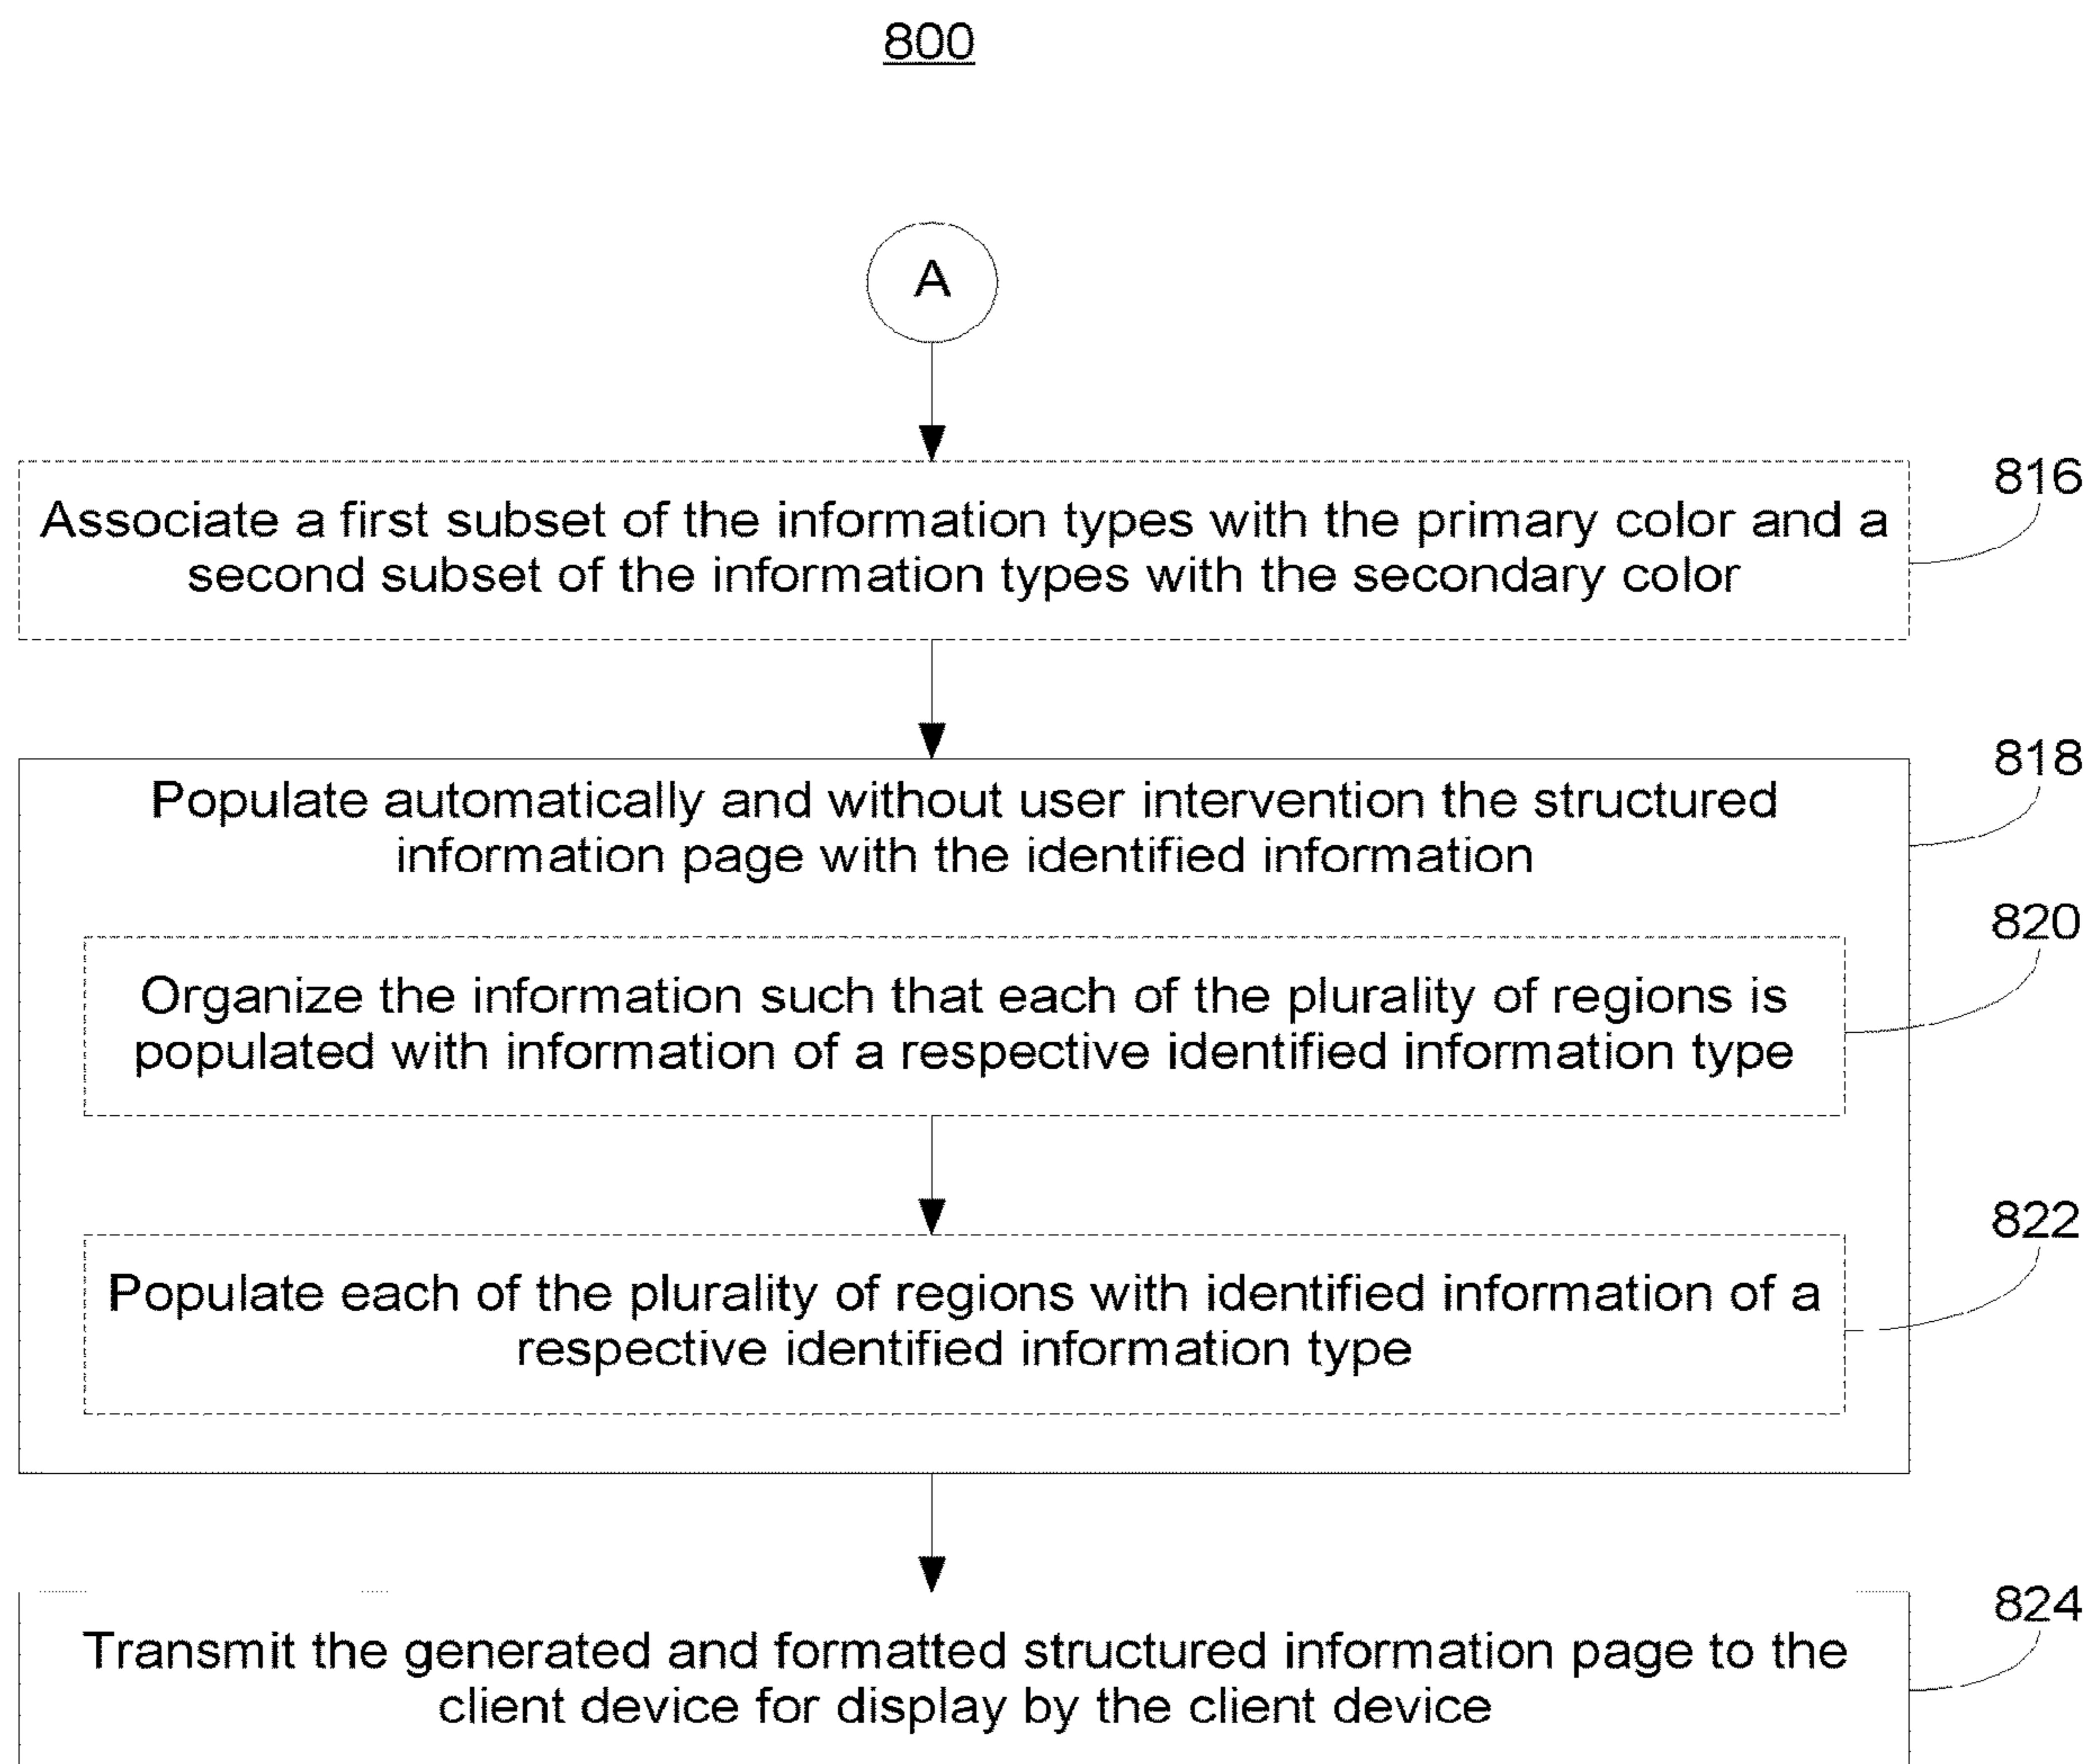 800
A
816
Associate a first subset of the information types with the primary color and a
second subset of the information types with the secondary color
818
Populate automatically and without user intervention the structured
information page with the identified information
820
Organize the information such that each of the plurality of regions is
populated with information of a respective identified information type
822
Populate each of the plurality of regions with identified information of a
respective identified information type
824
Transmit the generated and formatted structured information page to the
client device for display by the client device